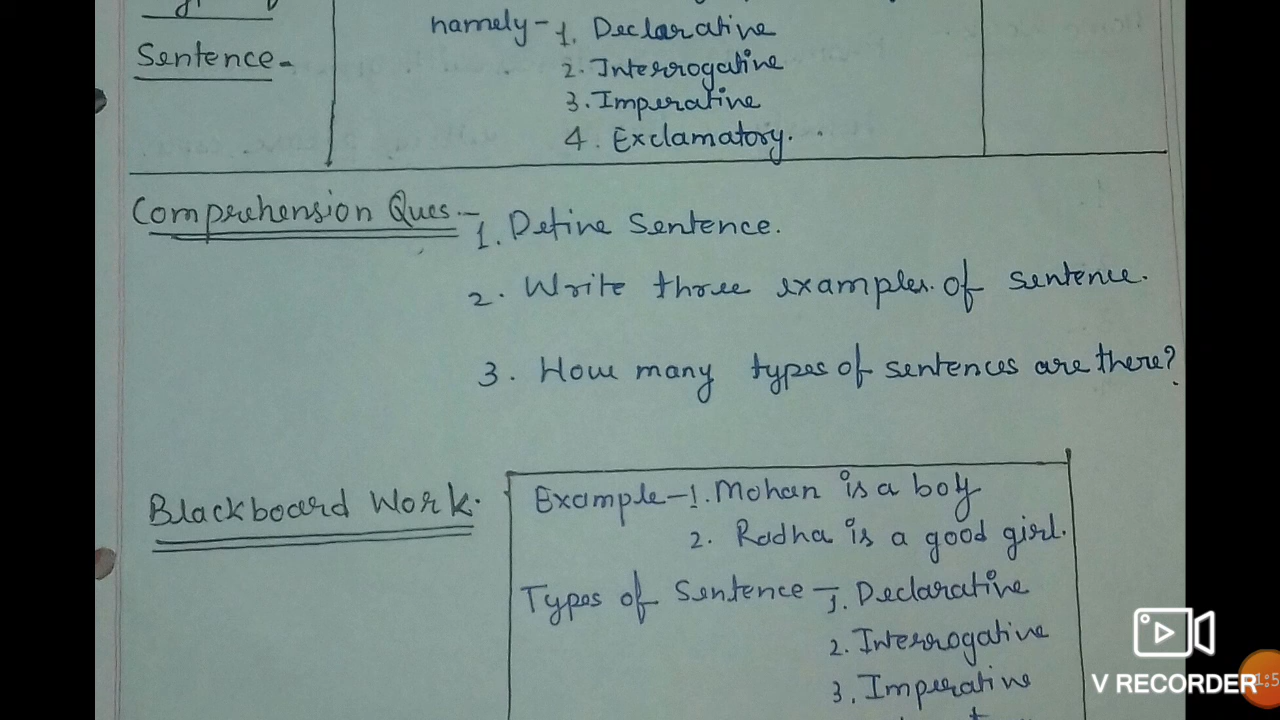 namely- 1. Declarative
Sentence-
2. Interrogative
3. Imperative
4. Exclamatory.
Comprehension Ques.-
1. Define Sentence.
2. Write three examples of sentence.
3. How many types of sentences are there?
Blackboard Work.
Example-1. Mohan is a boy
2. Radha is a good girl.
Types of Sentence - 1. Declarative
2. Interrogative
3. Imperative
V RECORDER